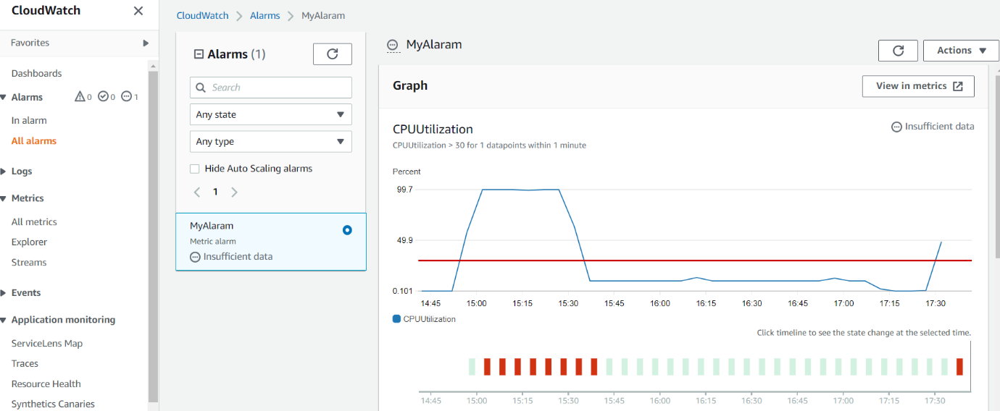 CloudWatch
Favorites
Dashboards
Alarms 0 0 1
In alarm
All alarms
Logs
Metrics
All metrics
Explorer
Streams
Events
Application monitoring
ServiceLens Map
Traces
Resource Health
Synthetics Canaries
CloudWatch > Alarms > MyAlaram
Alarms (1)
Search
Any state
Any type
Hide Auto Scaling alarms
< 1 >
MyAlaram
Metric alarm
Insufficient data
MyAlaram
Actions
Graph
View in metrics
CPUUtilization
Insufficient data
CPUUtilization > 30 for 1 datapoints within 1 minute
Percent
99.7
49.9
0.101
14:45 15:00 15:15 15:30 15:45 16:00 16:15 16:30 16:45 17:00 17:15 17:30
CPUUtilization
Click timeline to see the state change at the selected time.
14:45 15:00 15:15 15:30 15:45 16:00 16:15 16:30 16:45 17:00 17:15 17:30